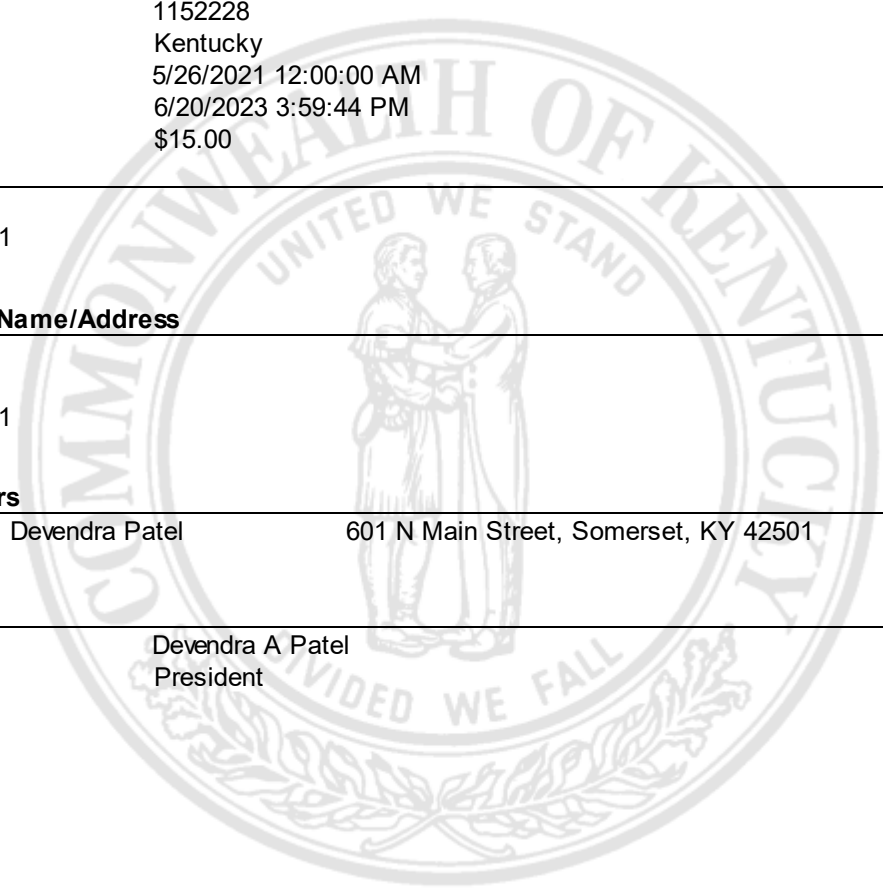 1152228
Kentucky
5/26/2021 12:00:00 AM
6/20/2023 3:59:44 PM
$15.00
1
Name/Address
1
rs
Devendra Patel 601 N Main Street, Somerset, KY 42501
Devendra A Patel
President
COMMONWEALTH OF KENTUCKY
UNITED WE STAND
DIVIDED WE FALL